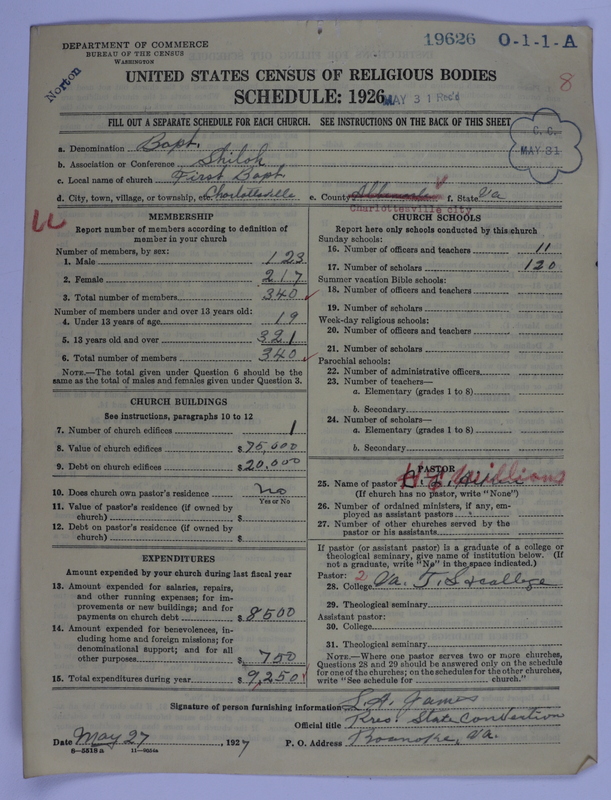 DEPARTMENT OF COMMERCE
BUREAU OF THE CENSUS
WASHINGTON
19626 O-1-1-A
Norton
UNITED STATES CENSUS OF RELIGIOUS BODIES
SCHEDULE: 1926
MAY 31 Rec'd
8
FILL OUT A SEPARATE SCHEDULE FOR EACH CHURCH. SEE INSTRUCTIONS ON THE BACK OF THIS SHEET
C. C.
MAY 31
a. Denomination Bapt.
b. Association or Conference Shiloh
c. Local name of church First Bapt.
d. City, town, village, or township, etc. Charlottesville e. County Albemarle f. State Va
Charlottesville city
MEMBERSHIP
Report number of members according to definition of
member in your church
Number of members, by sex:
1. Male 123
2. Female 217
3. Total number of members 340
Number of members under and over 13 years old:
4. Under 13 years of age 19
5. 13 years old and over 321
6. Total number of members 340
NOTE.—The total given under Question 6 should be the
same as the total of males and females given under Question 3.
CHURCH BUILDINGS
See instructions, paragraphs 10 to 12
7. Number of church edifices 1
8. Value of church edifices $ 75,000
9. Debt on church edifices $ 20,000
10. Does church own pastor's residence no
Yes or No
11. Value of pastor's residence (if owned by
church) $
12. Debt on pastor's residence (if owned by
church) $
EXPENDITURES
Amount expended by your church during last fiscal year
13. Amount expended for salaries, repairs,
and other running expenses; for im-
provements or new buildings; and for
payments on church debt $ 8500
14. Amount expended for benevolences, in-
cluding home and foreign missions; for
denominational support; and for all
other purposes $ 750
15. Total expenditures during year $ 9,250
CHURCH SCHOOLS
Report here only schools conducted by this church
Sunday schools:
16. Number of officers and teachers 11
17. Number of scholars 120
Summer vacation Bible schools:
18. Number of officers and teachers
19. Number of scholars
Week-day religious schools:
20. Number of officers and teachers
21. Number of scholars
Parochial schools:
22. Number of administrative officers
23. Number of teachers—
a. Elementary (grades 1 to 8)
b. Secondary
24. Number of scholars—
a. Elementary (grades 1 to 8)
b. Secondary
PASTOR
25. Name of pastor
(If church has no pastor, write "None")
26. Number of ordained ministers, if any, em-
ployed as assistant pastors
27. Number of other churches served by the
pastor or his assistants
If pastor (or assistant pastor) is a graduate of a college or
theological seminary, give name of institution below. (If
not a graduate, write "No" in the space indicated.)
Pastor: 2
28. College Va. T. S & college
29. Theological seminary
Assistant pastor:
30. College
31. Theological seminary
NOTE.—Where one pastor serves two or more churches,
Questions 28 and 29 should be answered only on the schedule
for one of the churches; on the schedules for the other churches,
write "See schedule for church."
Signature of person furnishing information James
Official title Pres. State Convention
Date May 27, 1927 P. O. Address Roanoke, Va.
8—5318 a